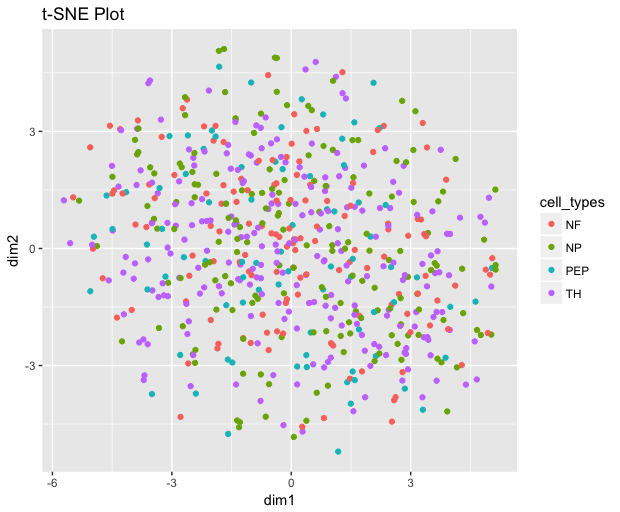 t-SNE Plot
dim2
3
0
-3
-6
-3
0
3
dim1
cell_types
NF
NP
PEP
TH